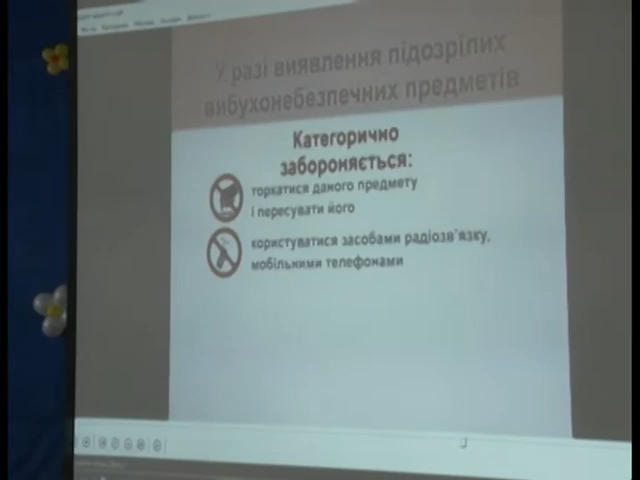 У разі виявлення підозрілих
вибухонебезпечних предметів
Категорично
забороняється:
торкатися даного предмету
і пересувати його
користуватися засобами радіозв'язку,
мобільними телефонами